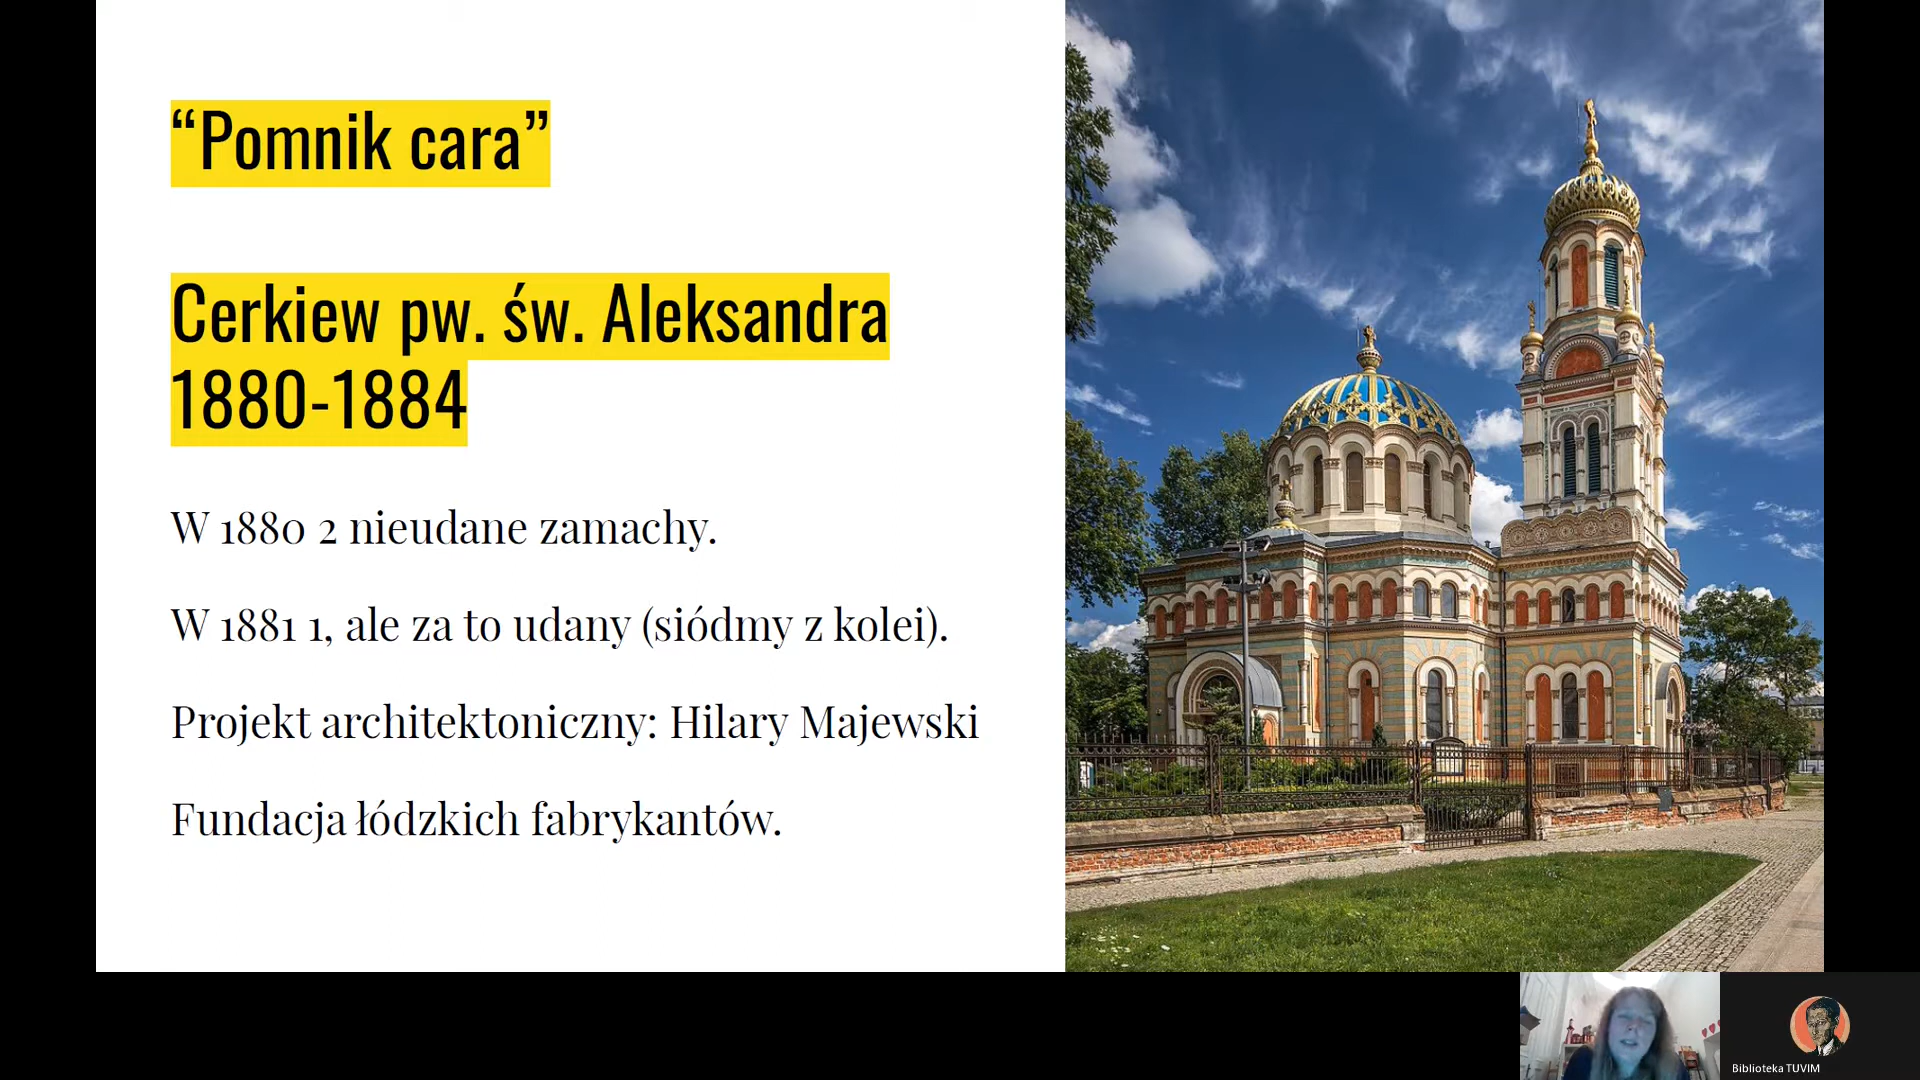 “Pomnik cara”
Cerkiew pw. św. Aleksandra
1880-1884
W 1880 2 nieudane zamachy.
W 1881 1, ale za to udany (siódmy z kolei).
Projekt architektoniczny: Hilary Majewski
Fundacja łódzkich fabrykantów.
Biblioteka TUVIM